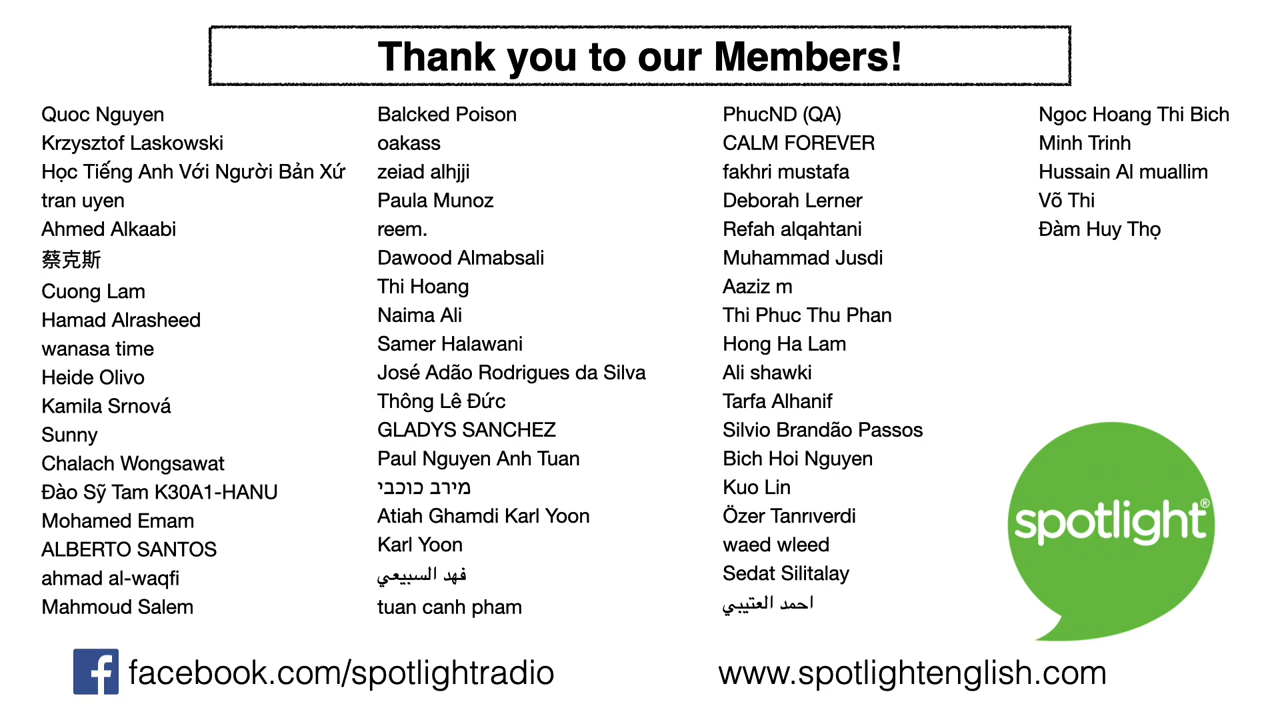 Thank you to our Members!
Quoc Nguyen
Krzysztof Laskowski
Học Tiếng Anh Với Người Bản Xứ
tran uyen
Ahmed Alkaabi
蔡克斯
Cuong Lam
Hamad Alrasheed
wanasa time
Heide Olivo
Kamila Srnová
Sunny
Chalach Wongsawat
Đào Sỹ Tam K30A1-HANU
Mohamed Emam
ALBERTO SANTOS
ahmad al-waqfi
Mahmoud Salem
Balcked Poison
oakass
zeiad alhjji
Paula Munoz
reem.
Dawood Almabsali
Thi Hoang
Naima Ali
Samer Halawani
José Adão Rodrigues da Silva
Thông Lê Đức
GLADYS SANCHEZ
Paul Nguyen Anh Tuan
מירב כוכבי
Atiah Ghamdi Karl Yoon
Karl Yoon
فهد السبيعي
tuan canh pham
PhucND (QA)
CALM FOREVER
fakhri mustafa
Deborah Lerner
Refah alqahtani
Muhammad Jusdi
Aaziz m
Thi Phuc Thu Phan
Hong Ha Lam
Ali shawki
Tarfa Alhanif
Silvio Brandão Passos
Bich Hoi Nguyen
Kuo Lin
Özer Tanrıverdi
waed wleed
Sedat Silitalay
احمد العتيبي
Ngoc Hoang Thi Bich
Minh Trinh
Hussain Al muallim
Võ Thi
Đàm Huy Thọ
spotlight®
facebook.com/spotlightradio
www.spotlightenglish.com